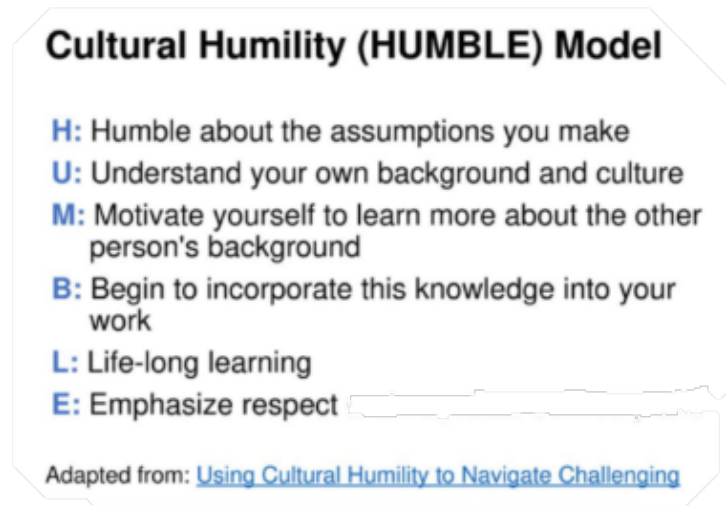 Cultural Humility (HUMBLE) Model
H: Humble about the assumptions you make
U: Understand your own background and culture
M: Motivate yourself to learn more about the other
person's background
B: Begin to incorporate this knowledge into your
work
L: Life-long learning
E: Emphasize respect
Adapted from: Using Cultural Humility to Navigate Challenging